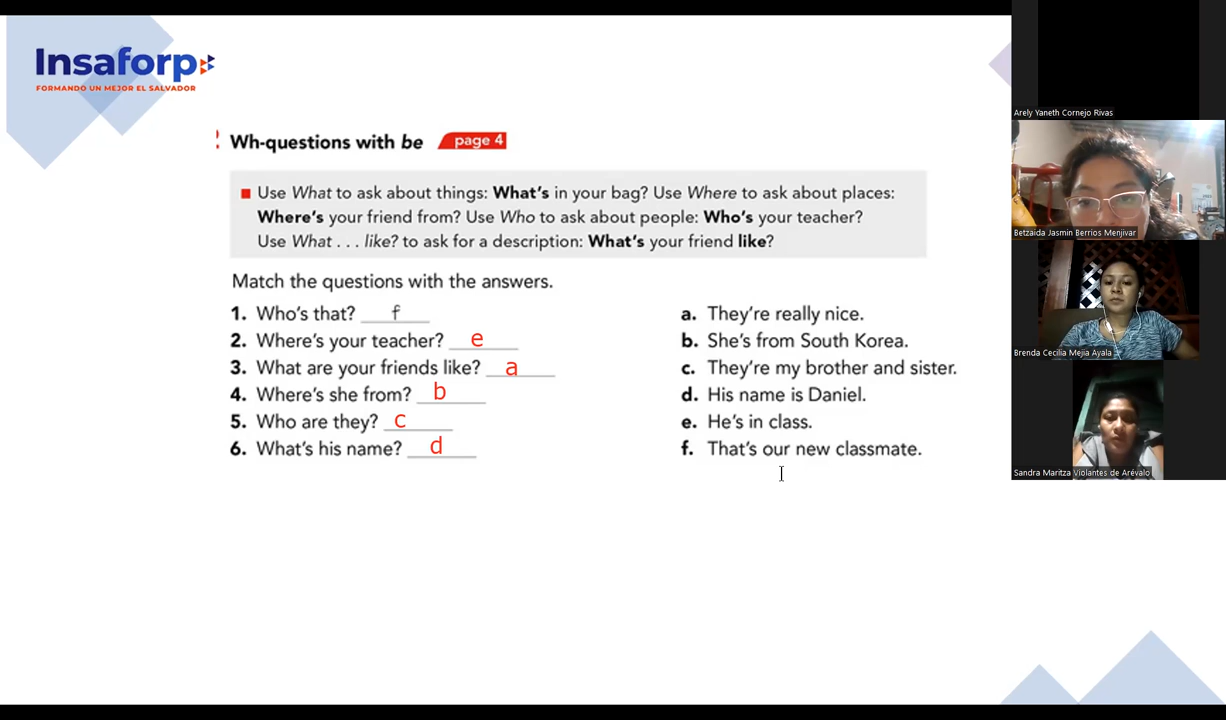 Insaforp
FORMANDO UN MEJOR EL SALVADOR
Wh-questions with be page 4
Use What to ask about things: What's in your bag? Use Where to ask about places:
Where's your friend from? Use Who to ask about people: Who's your teacher?
Use What . . . like? to ask for a description: What's your friend like?
Match the questions with the answers.
1. Who's that? f
2. Where's your teacher? e
3. What are your friends like? a
4. Where's she from? b
5. Who are they? c
6. What's his name? d
a. They're really nice.
b. She's from South Korea.
c. They're my brother and sister.
d. His name is Daniel.
e. He's in class.
f. That's our new classmate.
Arely Yaneth Cornejo Rivas
Betzaida Jasmin Berrios Menjivar
Brenda Cecilia Mejia Ayala
Sandra Maritza Violantes de Arévalo